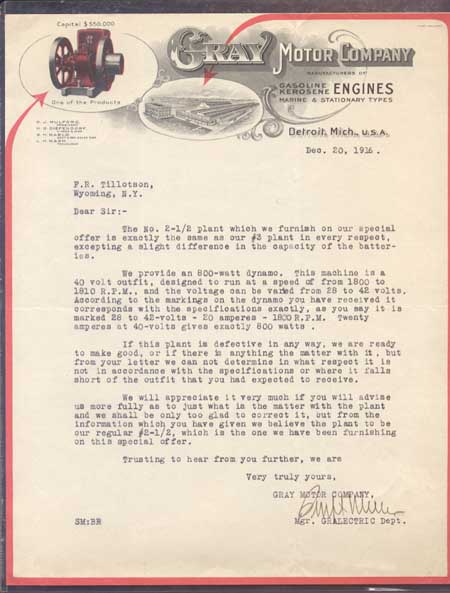 Capital $550,000
GRAY MOTOR COMPANY
MANUFACTURERS OF
GASOLINE
KEROSENE ENGINES
MARINE & STATIONARY TYPES
One of the Products
O. J. MULFORD,
Detroit, Mich., U.S.A.
Dec. 20, 1916.
F.R. Tillotson,
Wyoming, N.Y.
Dear Sir:-
The No. 2-1/2 plant which we furnish on our special
offer is exactly the same as our #3 plant in every respect,
excepting a slight difference in the capacity of the batter-
ies.
We provide an 800-watt dynamo. This machine is a
40 volt outfit, designed to run at a speed of from 1800 to
1810 R.P.M., and the voltage can be varied from 28 to 42 volts.
According to the markings on the dynamo you have received it
corresponds with the specifications exactly, as you say it is
marked 28 to 42-volts - 20 amperes - 1800 R.P.M. Twenty
amperes at 40-volts gives exactly 800 watts .
If this plant is defective in any way, we are ready
to make good, or if there is anything the matter with it, but
from your letter we can not determine in what respect it is
not in accordance with the specifications or where it falls
short of the outfit that you had expected to receive.
We will appreciate it very much if you will advise
us more fully as to just what is the matter with the plant
and we shall be only too glad to correct it, but from the
information which you have given we believe the plant to be
our regular #2-1/2, which is the one we have been furnishing
on this special offer.
Trusting to hear from you further, we are
Very truly yours,
GRAY MOTOR COMPANY,
SM:BR
Mgr. GRALECTRIC Dept.